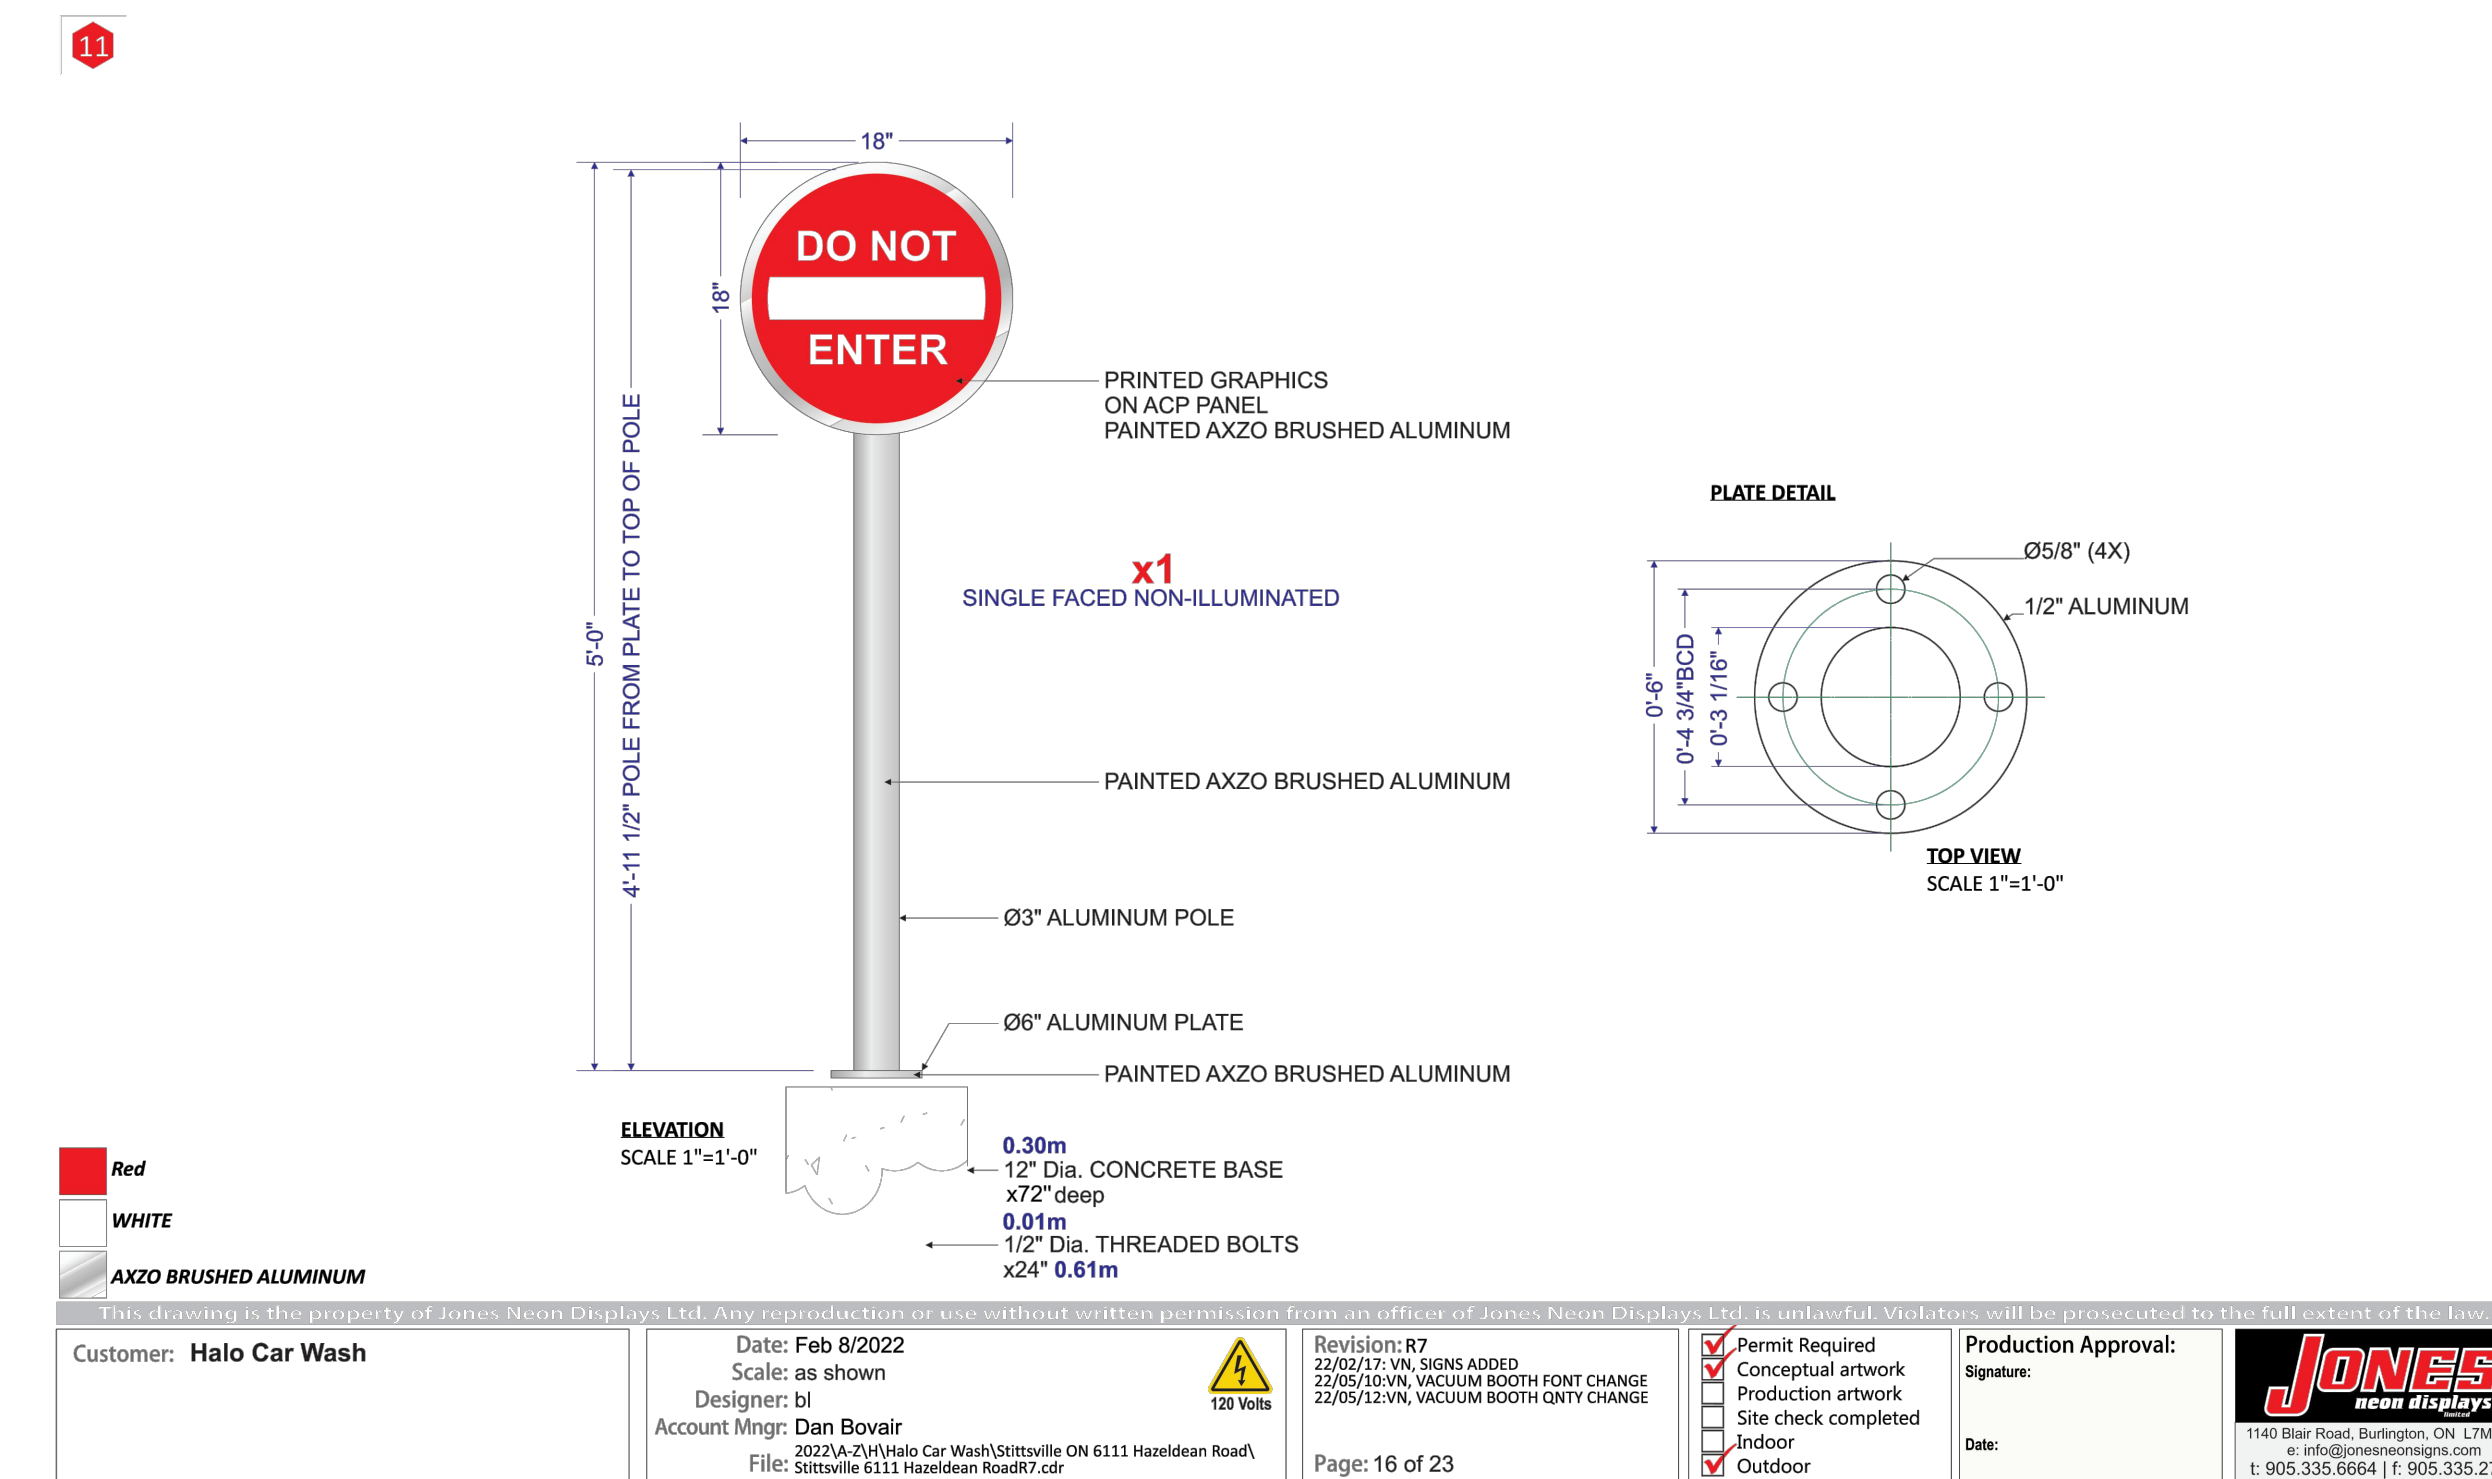 11
18"
18"
5'-0"
4'-11 1/2" POLE FROM PLATE TO TOP OF POLE
DO NOT
ENTER
PRINTED GRAPHICS
ON ACP PANEL
PAINTED AXZO BRUSHED ALUMINUM
x1
SINGLE FACED NON-ILLUMINATED
PAINTED AXZO BRUSHED ALUMINUM
Ø3" ALUMINUM POLE
Ø6" ALUMINUM PLATE
PAINTED AXZO BRUSHED ALUMINUM
ELEVATION
SCALE 1"=1'-0"
0.30m
12" Dia. CONCRETE BASE
x72" deep
0.01m
1/2" Dia. THREADED BOLTS
x24" 0.61m
PLATE DETAIL
Ø5/8" (4X)
1/2" ALUMINUM
0'-6"
0'-4 3/4"BCD
0'-3 1/16"
TOP VIEW
SCALE 1"=1'-0"
Red
WHITE
AXZO BRUSHED ALUMINUM
This drawing is the property of Jones Neon Displays Ltd. Any reproduction or use without written permission from an officer of Jones Neon Displays Ltd. is unlawful. Violators will be prosecuted to the full extent of the law.
Customer: Halo Car Wash
Date: Feb 8/2022
Scale: as shown
Designer: bl
Account Mngr: Dan Bovair
File: 2022\A-Z\H\Halo Car Wash\Stittsville ON 6111 Hazeldean Road\
Stittsville 6111 Hazeldean RoadR7.cdr
120 Volts
Revision: R7
22/02/17: VN, SIGNS ADDED
22/05/10:VN, VACUUM BOOTH FONT CHANGE
22/05/12:VN, VACUUM BOOTH QNTY CHANGE
Page: 16 of 23
Permit Required
Conceptual artwork
Production artwork
Site check completed
Indoor
Outdoor
Production Approval:
Signature:
Date:
JONES
neon displays
limited
1140 Blair Road, Burlington, ON L7M
e: info@jonesneonsigns.com
t: 905.335.6664 | f: 905.335.2